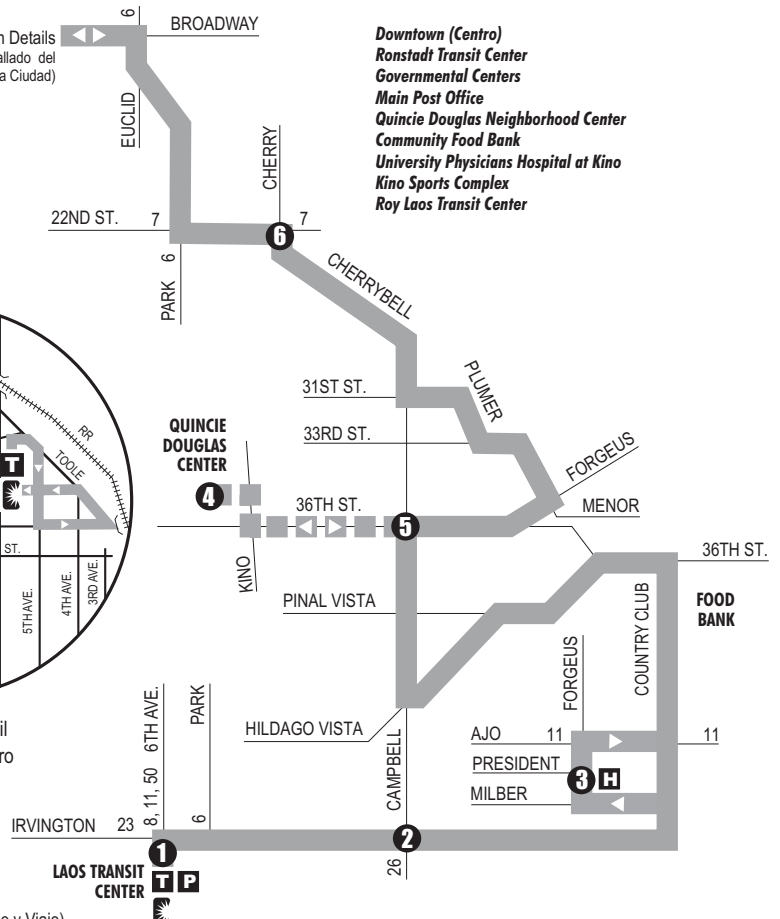 6
BROADWAY
n Details
allado del
a Ciudad)
EUCLID
Downtown (Centro)
Ronstadt Transit Center
Governmental Centers
Main Post Office
Quincie Douglas Neighborhood Center
Community Food Bank
University Physicians Hospital at Kino
Kino Sports Complex
Roy Laos Transit Center
CHERRY
22ND ST.
7
6
7
6
PARK
CHERRYBELL
31ST ST.
PLUMER
33RD ST.
QUINCIE
DOUGLAS
CENTER
FORGEUS
4
36TH ST.
5
MENOR
KINO
36TH ST.
PINAL VISTA
COUNTRY CLUB
FOOD
BANK
RR
TOOLE
T
ST.
5TH AVE.
4TH AVE.
3RD AVE.
il
ro
8, 11, 50 6TH AVE.
PARK
6
HILDAGO VISTA
CAMPBELL
FORGEUS
AJO
11
11
PRESIDENT
3
H
MILBER
IRVINGTON
23
1
2
26
LAOS TRANSIT
CENTER
T P
o y Viaje)